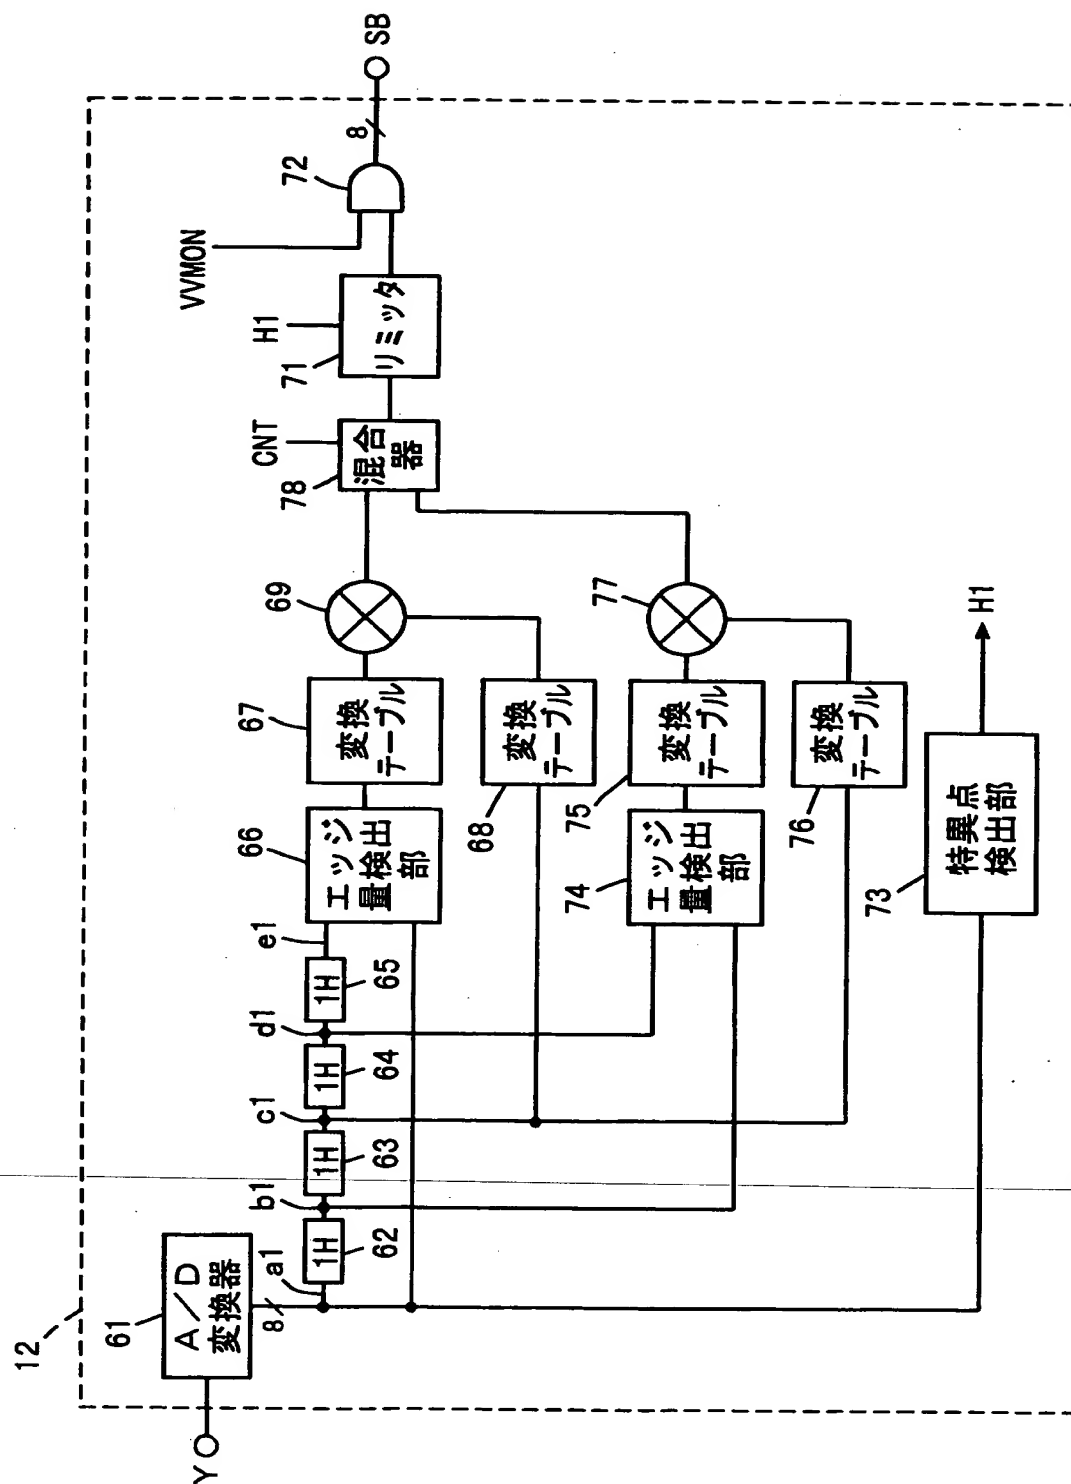 12
Y
61
A/D
変換器
8
a1
1H
62
b1
1H
63
c1
1H
64
d1
1H
65
e1
66
エッジ
量検出
部
67
変換
テーブル
69
68
変換
テーブル
74
エッジ
量検出
部
75
変換
テーブル
77
76
変換
テーブル
73
特異点
検出部
H1
CNT
78
混合
器
H1
71
リミッタ
VVMON
72
8
SB